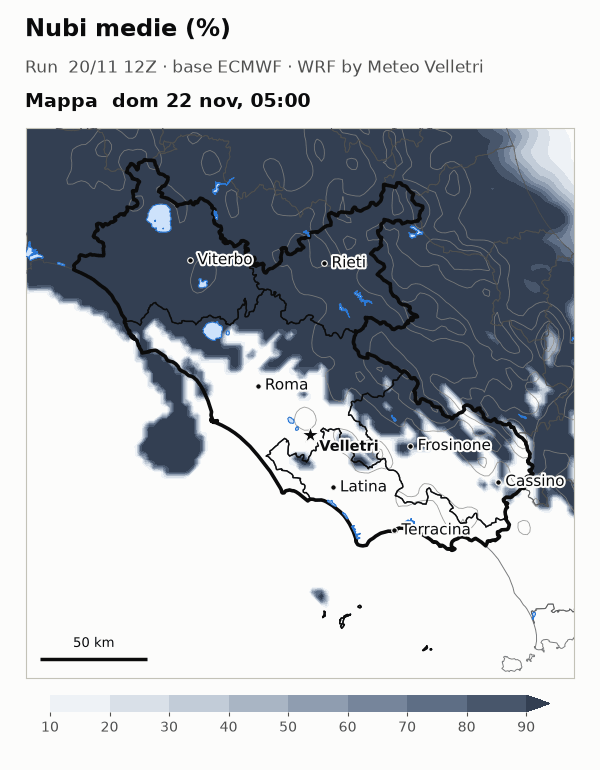 Nubi medie (%)
Run 20/11 12Z · base ECMWF · WRF by Meteo Velletri
Mappa dom 22 nov, 05:00
Viterbo
Rieti
Roma
Velletri
Frosinone
Latina
Cassino
Terracina
50 km
10 20 30 40 50 60 70 80 90